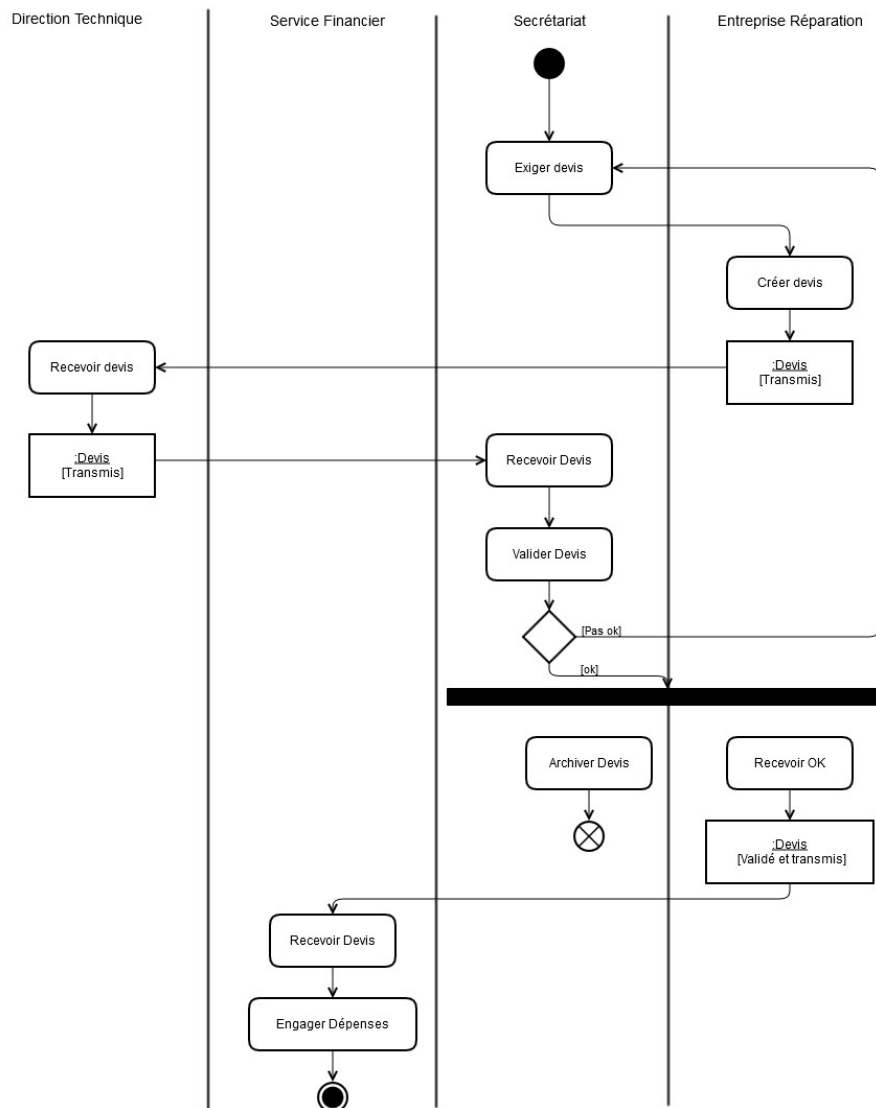 Direction Technique
Service Financier
Secrétariat
Entreprise Réparation
Exiger devis
Créer devis
Recevoir devis
:Devis
[Transmis]
:Devis
[Transmis]
Recevoir Devis
Valider Devis
[Pas ok]
[ok]
Archiver Devis
Recevoir OK
:Devis
[Validé et transmis]
Recevoir Devis
Engager Dépenses